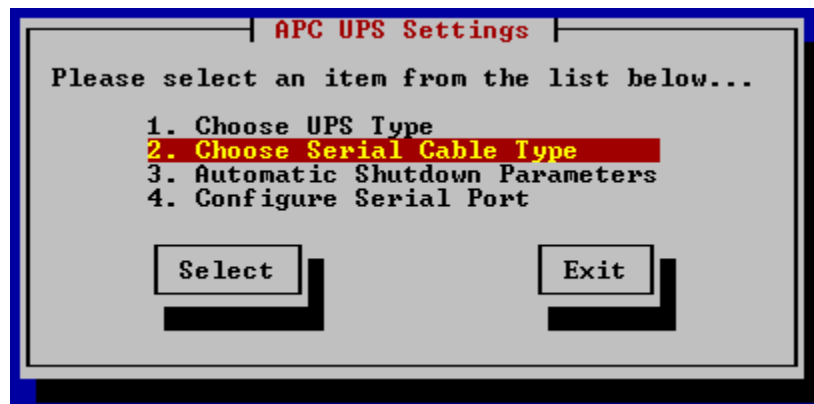 APC UPS Settings
Please select an item from the list below...
1. Choose UPS Type
2. Choose Serial Cable Type
3. Automatic Shutdown Parameters
4. Configure Serial Port
Select Exit